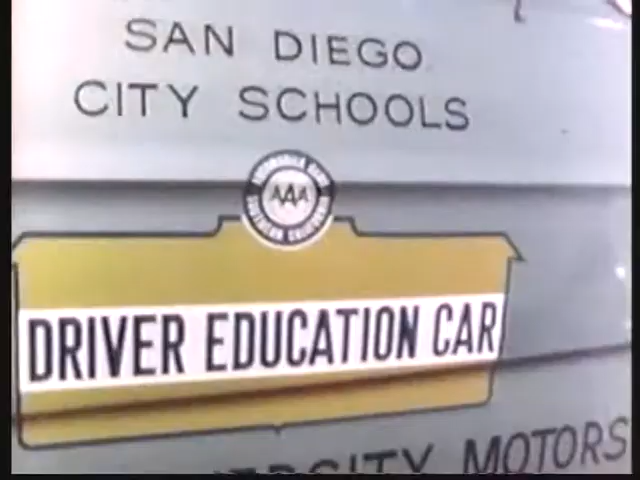 SAN DIEGO
CITY SCHOOLS
AAA
DRIVER EDUCATION CAR
MOTORS